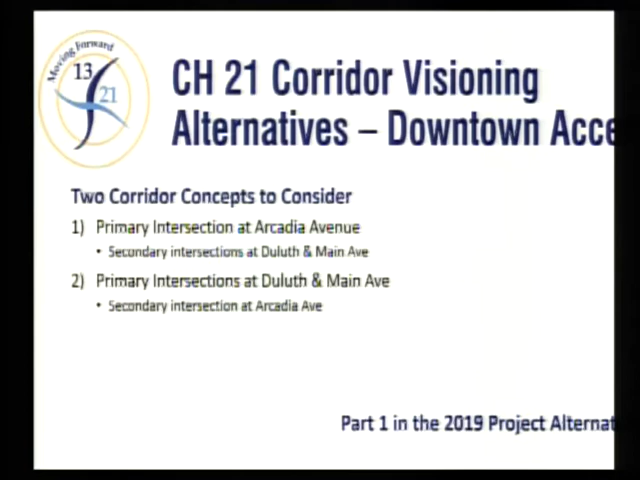 Moving Forward
13
21
CH 21 Corridor Visioning
Alternatives – Downtown Acce
Two Corridor Concepts to Consider
1) Primary Intersection at Arcadia Avenue
• Secondary intersections at Duluth & Main Ave
2) Primary Intersections at Duluth & Main Ave
• Secondary intersection at Arcadia Ave
Part 1 in the 2019 Project Alternat